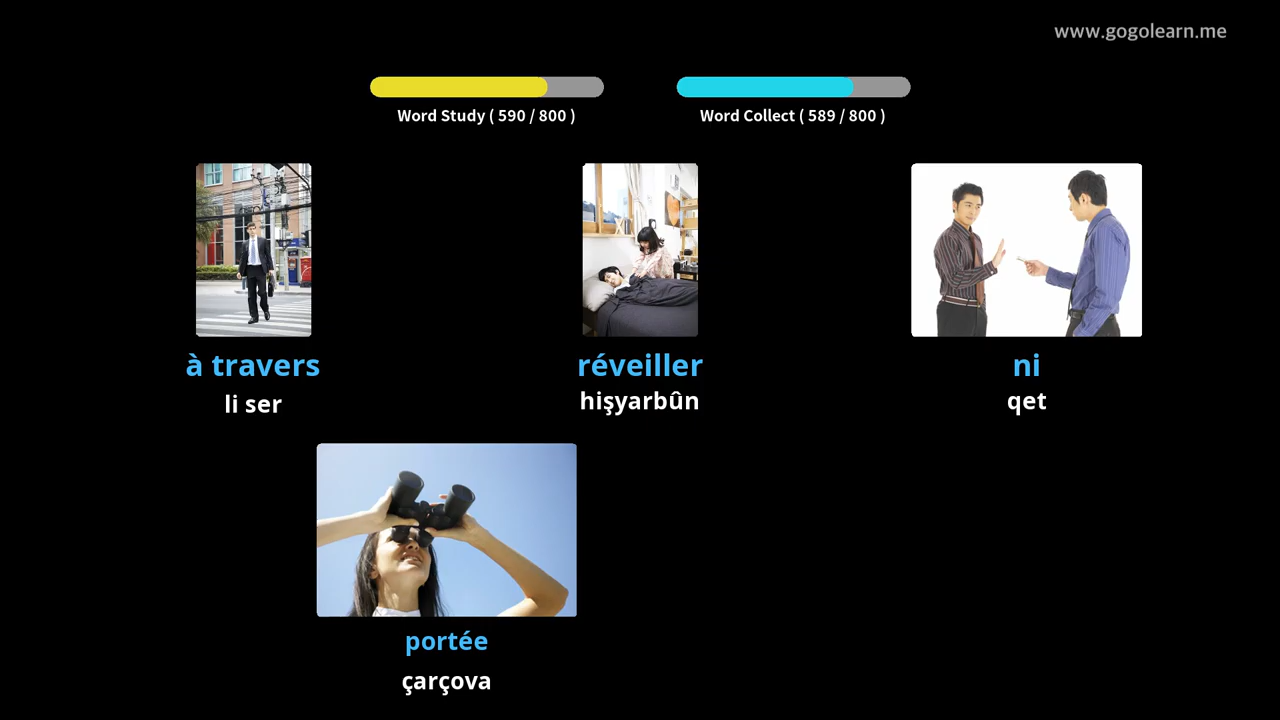 www.gogolearn.me
Word Study ( 590 / 800 )
Word Collect ( 589 / 800 )
à travers
li ser
réveiller
hişyarbûn
ni
qet
portée
çarçova